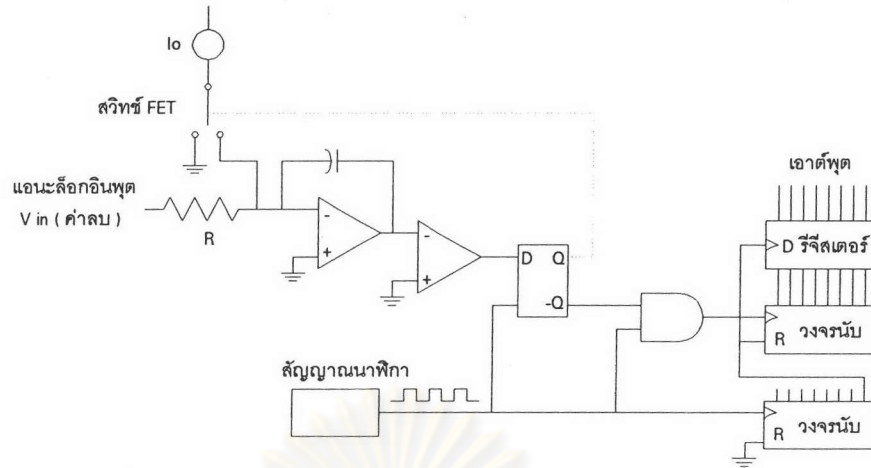 Io
สวิทช์ FET
แอนะล็อกอินพุต
V in ( ค่าลบ )
R
-
+
-
+
D Q
-Q
สัญญาณนาฬิกา
เอาต์พุต
D รีจีสเตอร์
วงจรนับ
R
วงจรนับ
R